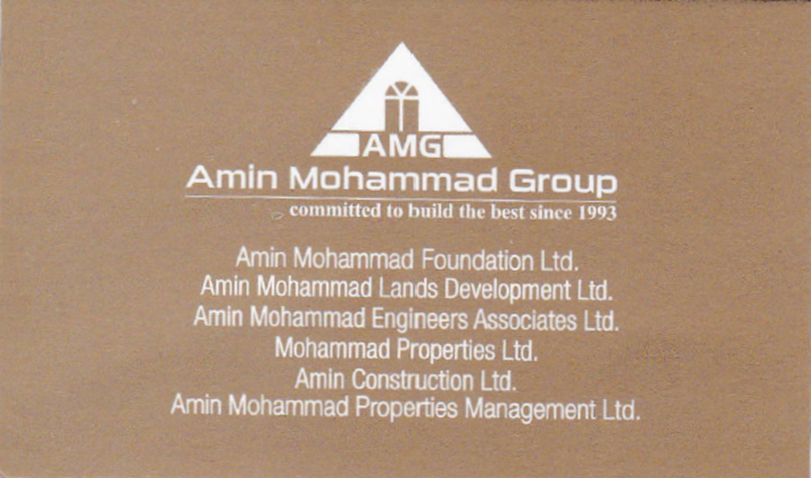 AMG
Amin Mohammad Group
committed to build the best since 1993
Amin Mohammad Foundation Ltd.
Amin Mohammad Lands Development Ltd.
Amin Mohammad Engineers Associates Ltd.
Mohammad Properties Ltd.
Amin Construction Ltd.
Amin Mohammad Properties Management Ltd.